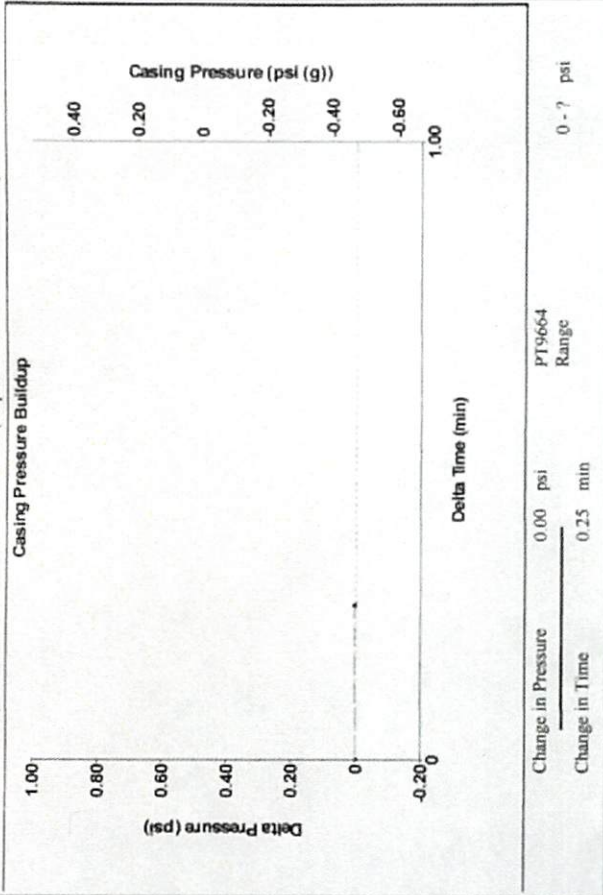 Casing Pressure Buildup
Casing Pressure (psi (g))
Delta Pressure (psi)
1.00
0.80
0.60
0.40
0.20
0
-0.20
0.40
0.20
0
-0.20
-0.40
-0.60
0
1.00
Delta Time (min)
Change in Pressure 0.00 psi PT9664
Range 0 - ? psi
Change in Time 0.25 min